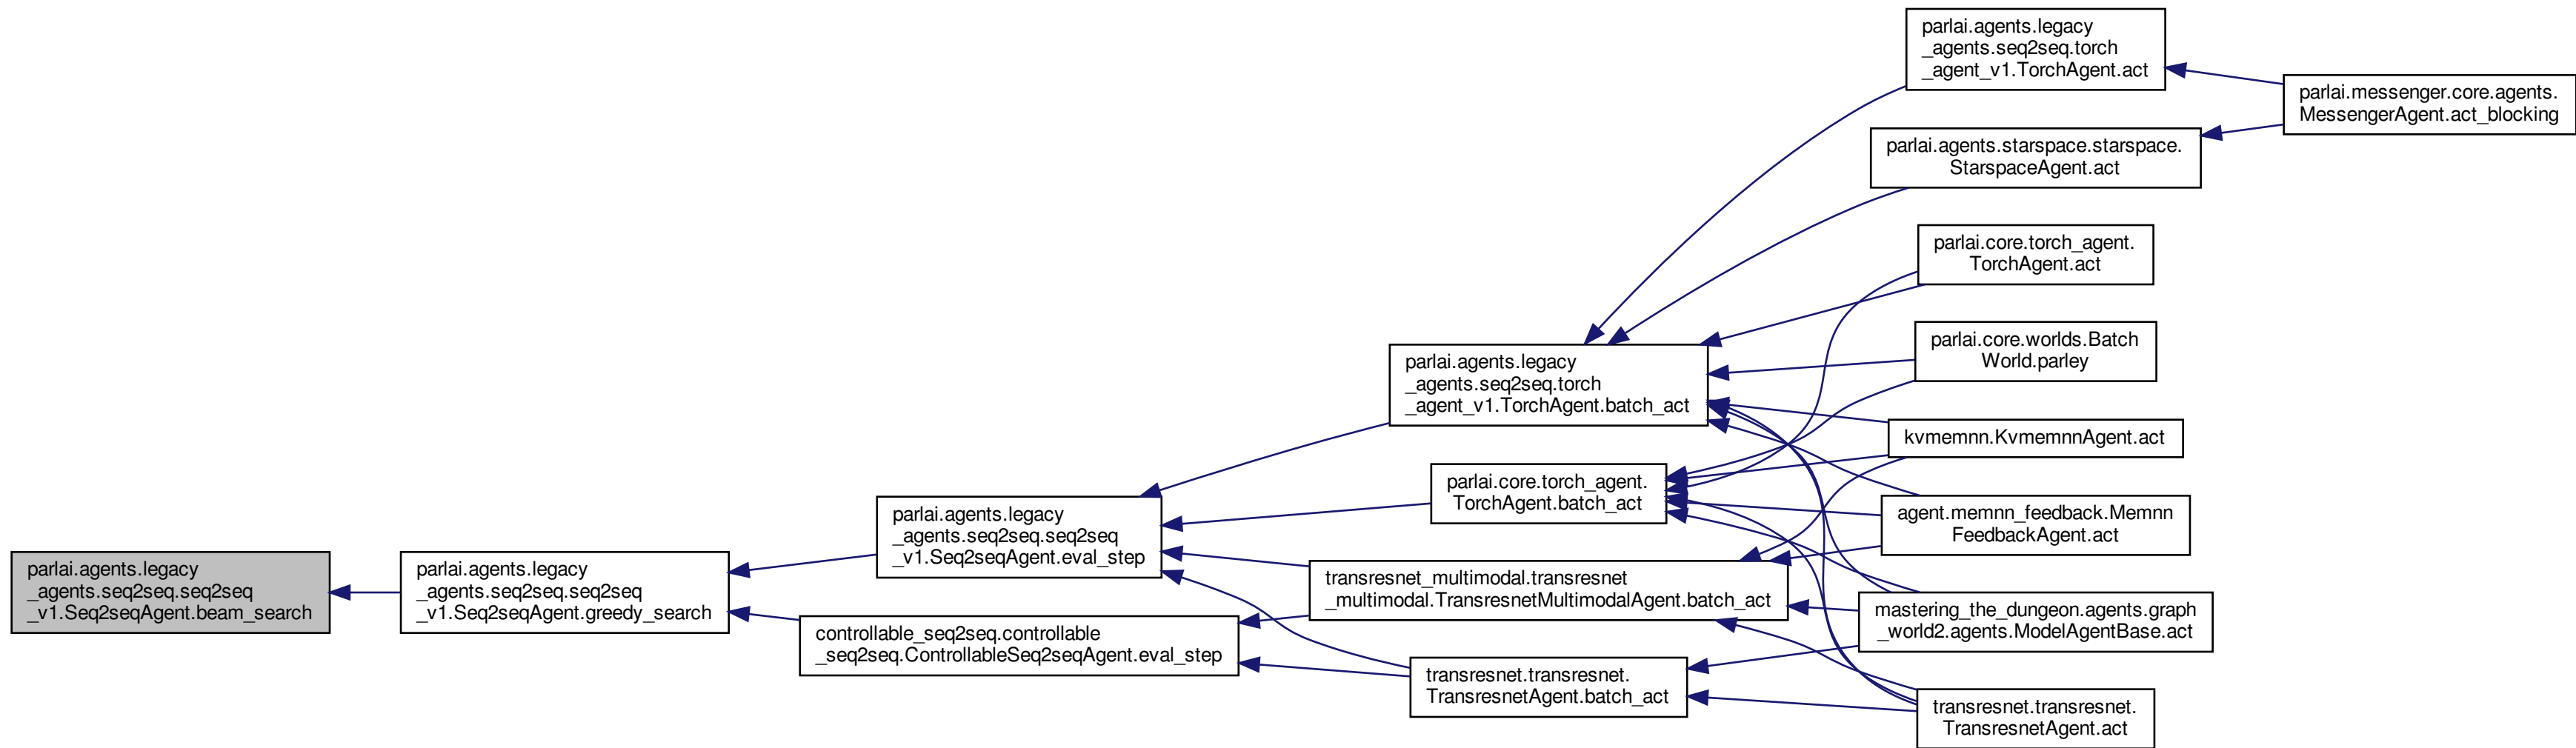 parlai.agents.legacy
_agents.seq2seq.seq2seq
_v1.Seq2seqAgent.beam_search
parlai.agents.legacy
_agents.seq2seq.seq2seq
_v1.Seq2seqAgent.greedy_search
parlai.agents.legacy
_agents.seq2seq.seq2seq
_v1.Seq2seqAgent.eval_step
controllable_seq2seq.controllable
_seq2seq.ControllableSeq2seqAgent.eval_step
parlai.agents.legacy
_agents.seq2seq.torch
_agent_v1.TorchAgent.batch_act
parlai.core.torch_agent.
TorchAgent.batch_act
transresnet_multimodal.transresnet
_multimodal.TransresnetMultimodalAgent.batch_act
transresnet.transresnet.
TransresnetAgent.batch_act
parlai.agents.legacy
_agents.seq2seq.torch
_agent_v1.TorchAgent.act
parlai.agents.starspace.starspace.
StarspaceAgent.act
parlai.core.torch_agent.
TorchAgent.act
parlai.core.worlds.Batch
World.parley
kvmemnn.KvmemnnAgent.act
agent.memnn_feedback.Memnn
FeedbackAgent.act
mastering_the_dungeon.agents.graph
_world2.agents.ModelAgentBase.act
transresnet.transresnet.
TransresnetAgent.act
parlai.messenger.core.agents.
MessengerAgent.act_blocking